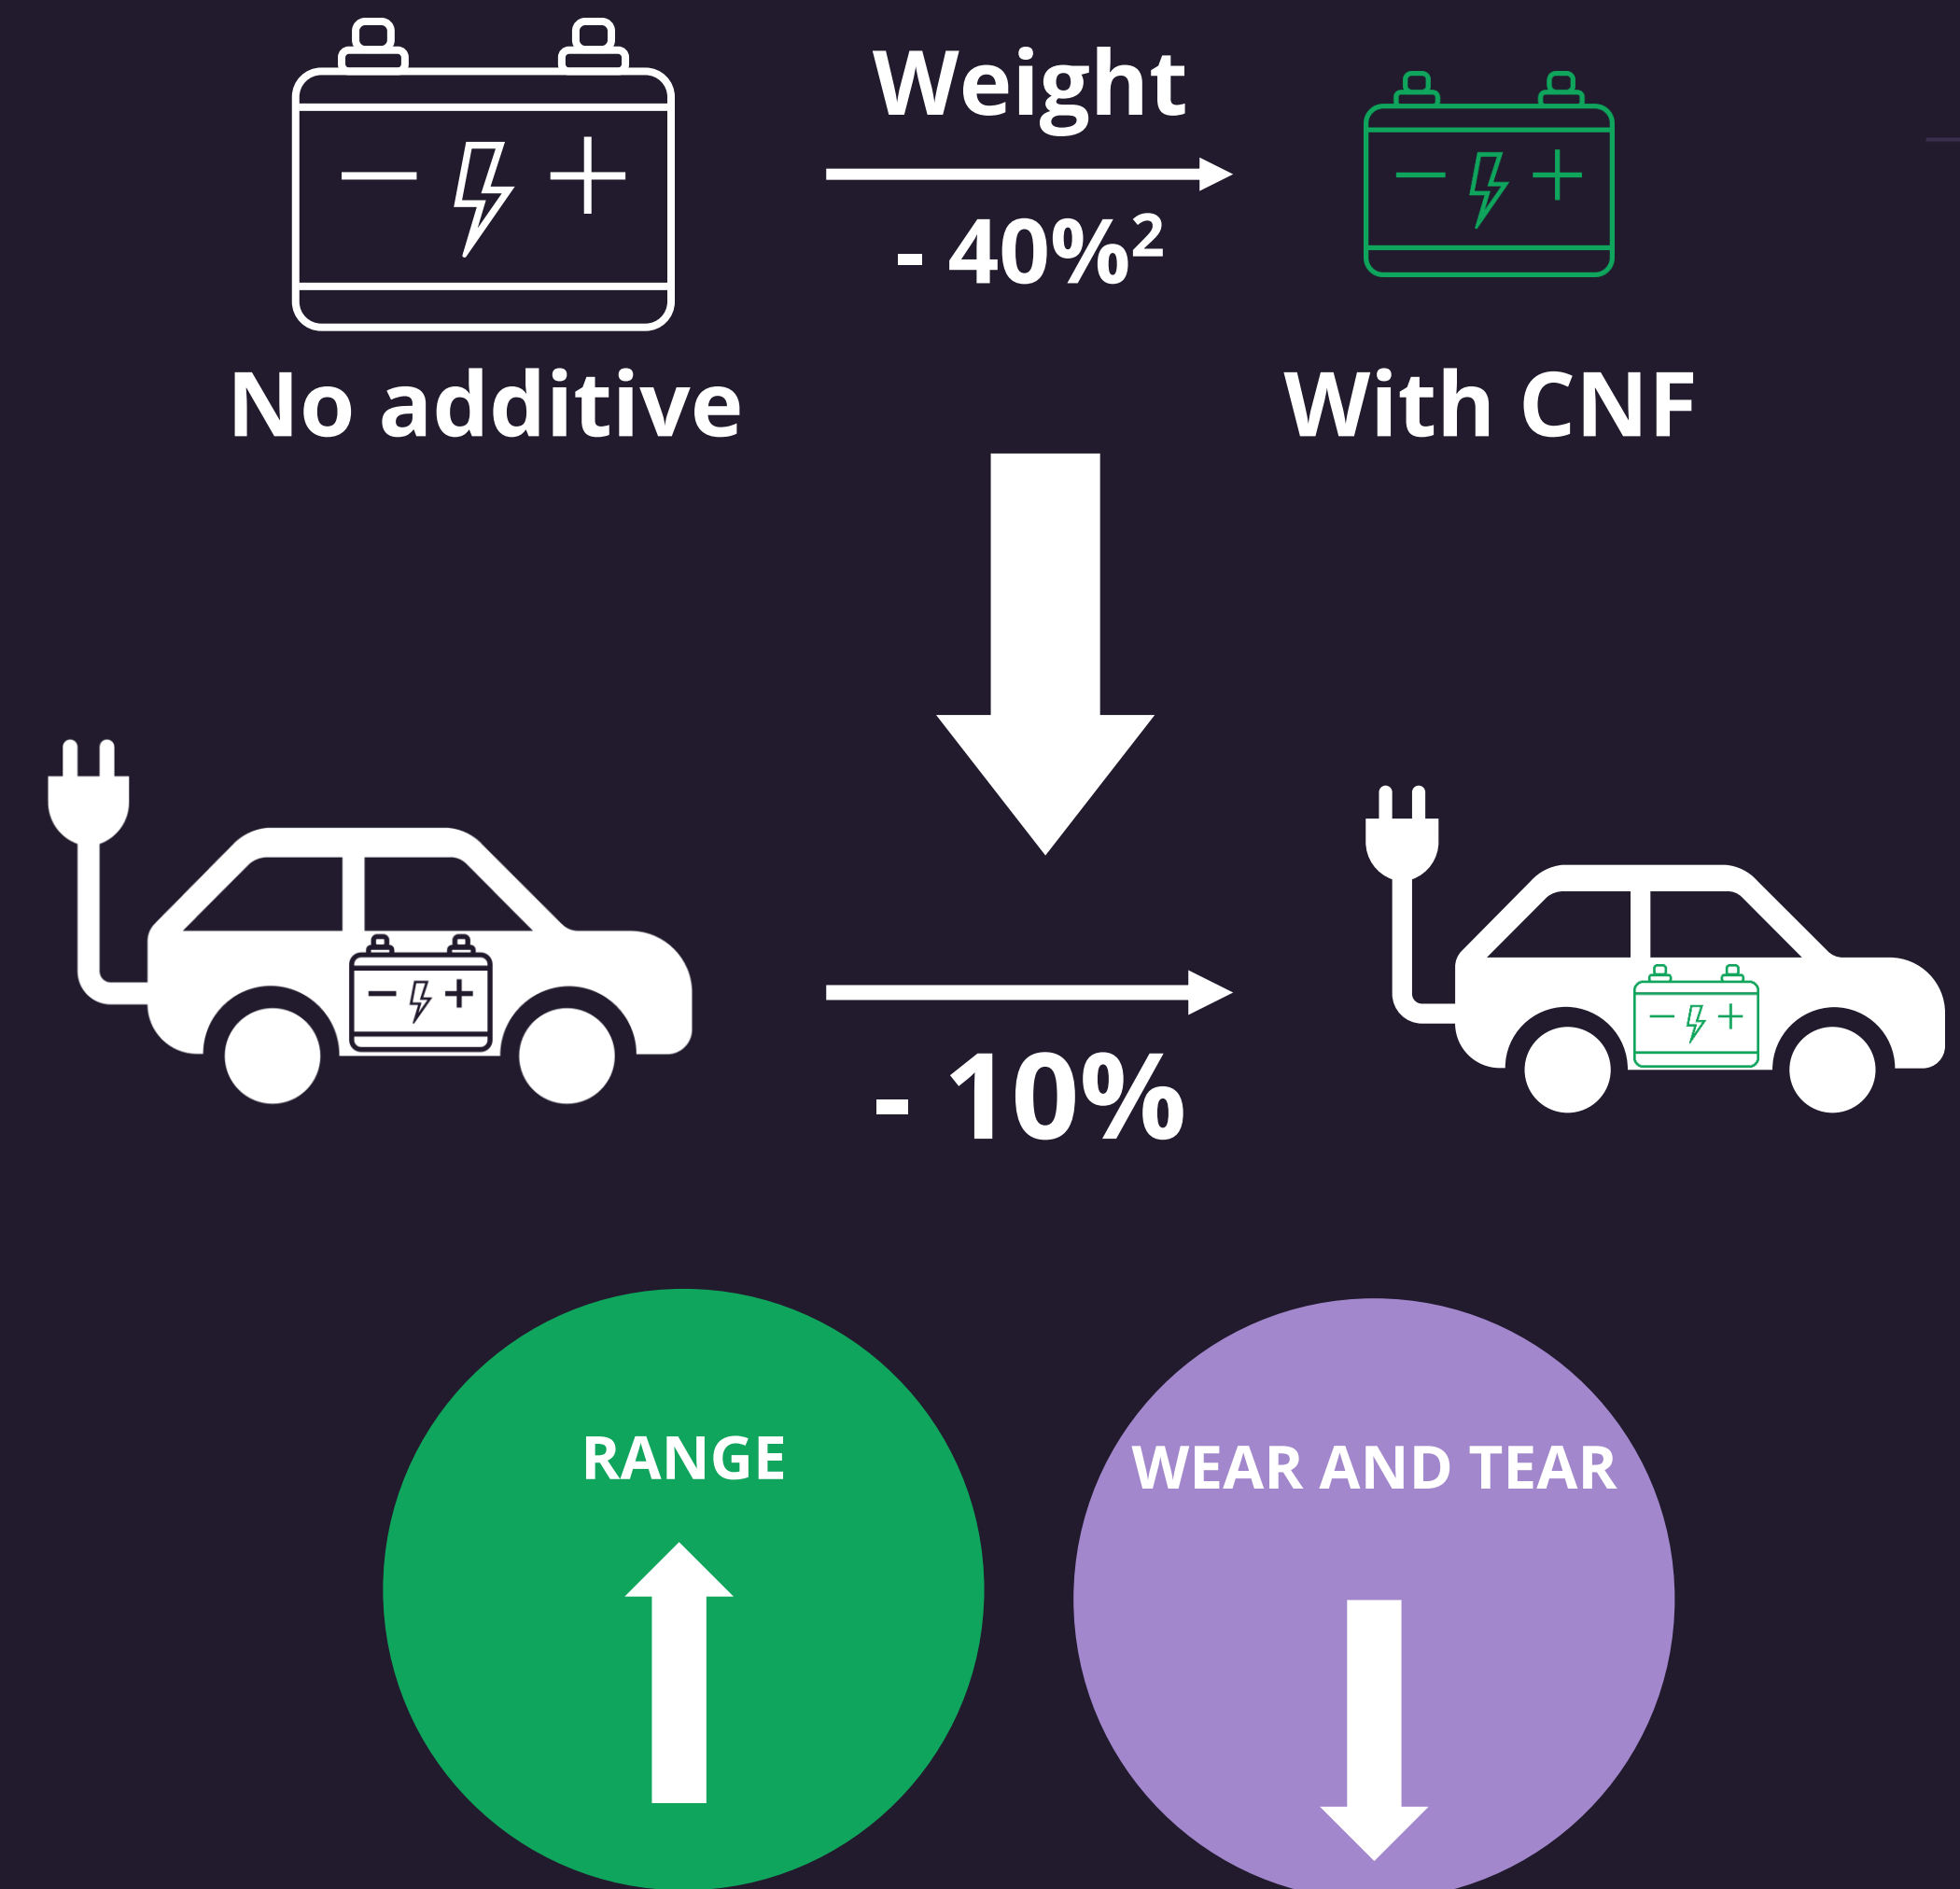 Weight
- 40%²
No additive
With CNF
- 10%
RANGE
WEAR AND TEAR